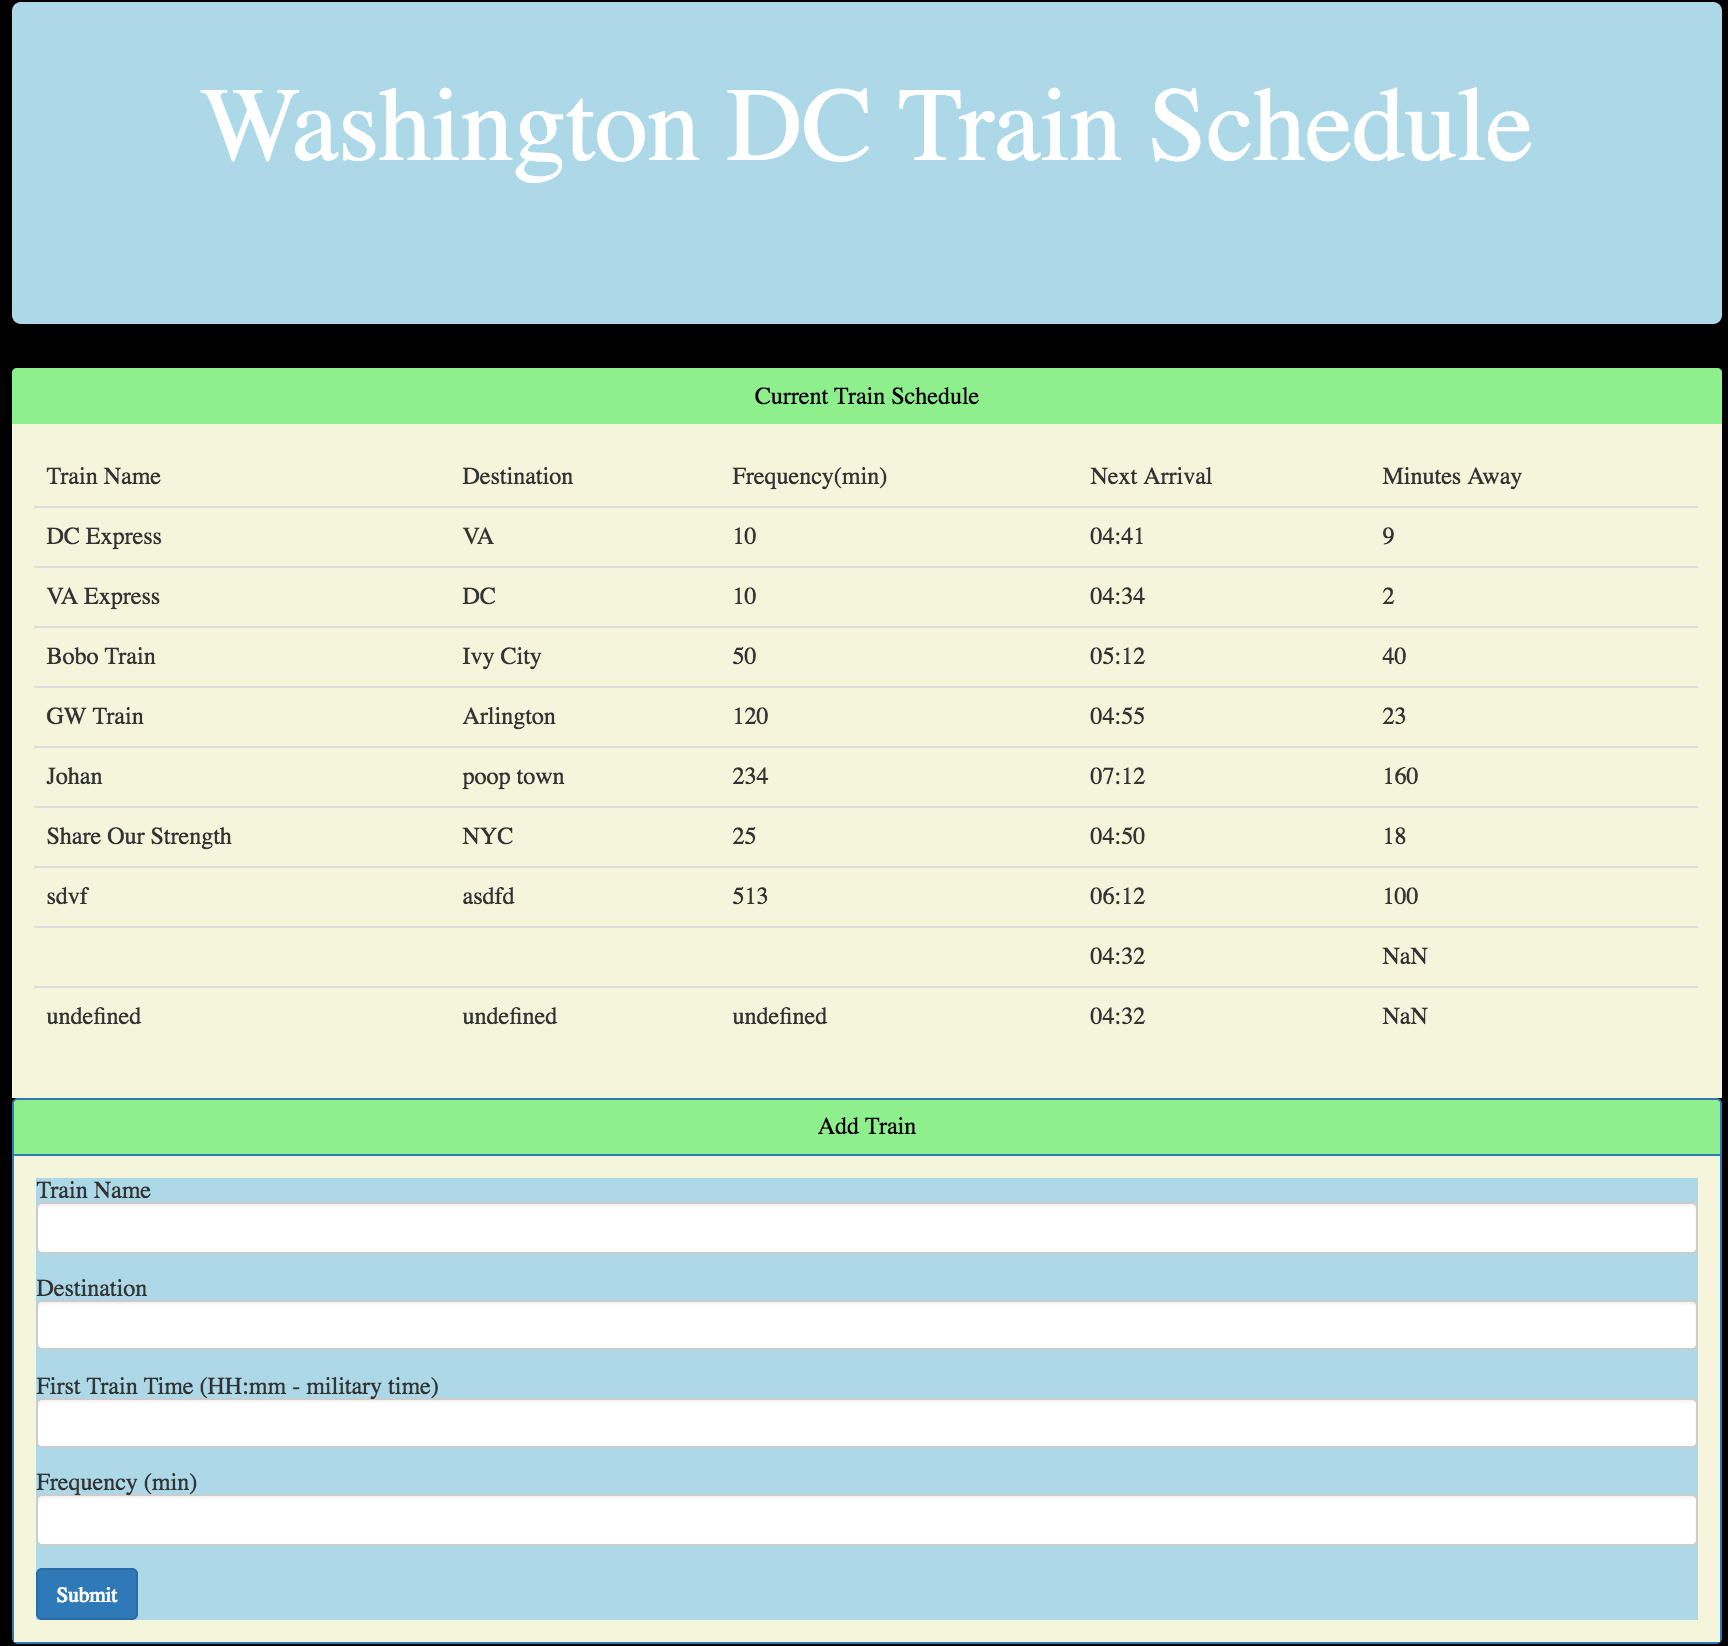 Washington DC Train Schedule
Current Train Schedule
Train Name Destination Frequency(min) Next Arrival Minutes Away
DC Express VA 10 04:41 9
VA Express DC 10 04:34 2
Bobo Train Ivy City 50 05:12 40
GW Train Arlington 120 04:55 23
Johan poop town 234 07:12 160
Share Our Strength NYC 25 04:50 18
sdvf asdfd 513 06:12 100
04:32 NaN
undefined undefined undefined 04:32 NaN
Add Train
Train Name
Destination
First Train Time (HH:mm - military time)
Frequency (min)
Submit